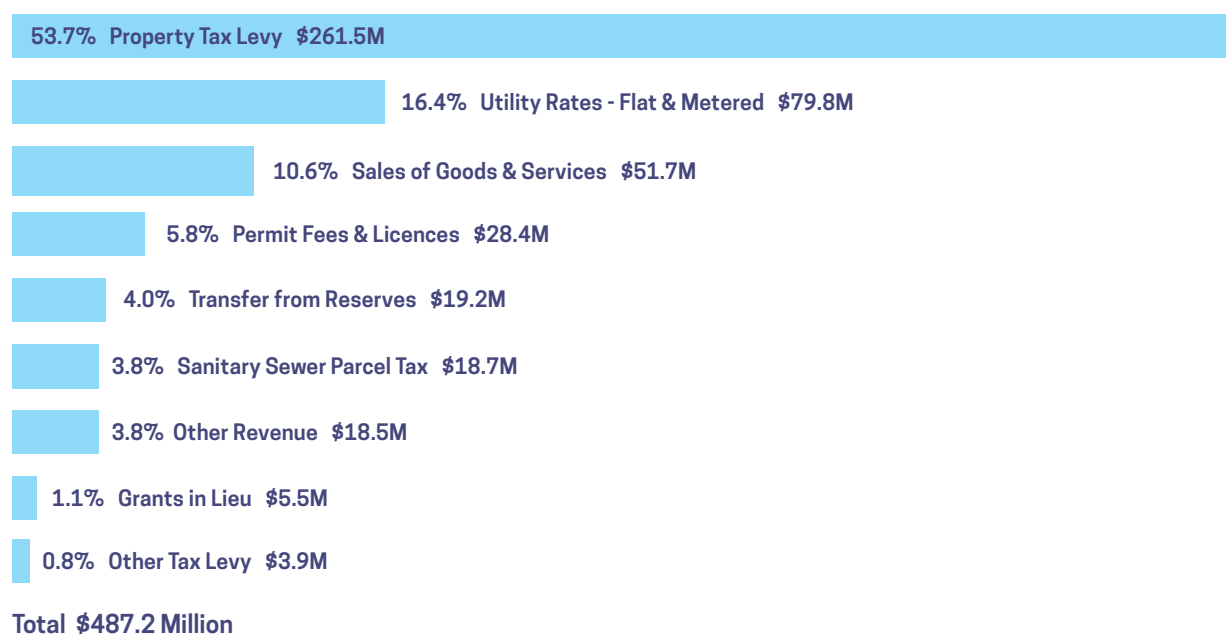 53.7% Property Tax Levy $261.5M
16.4% Utility Rates - Flat & Metered $79.8M
10.6% Sales of Goods & Services $51.7M
5.8% Permit Fees & Licences $28.4M
4.0% Transfer from Reserves $19.2M
3.8% Sanitary Sewer Parcel Tax $18.7M
3.8% Other Revenue $18.5M
1.1% Grants in Lieu $5.5M
0.8% Other Tax Levy $3.9M
Total $487.2 Million